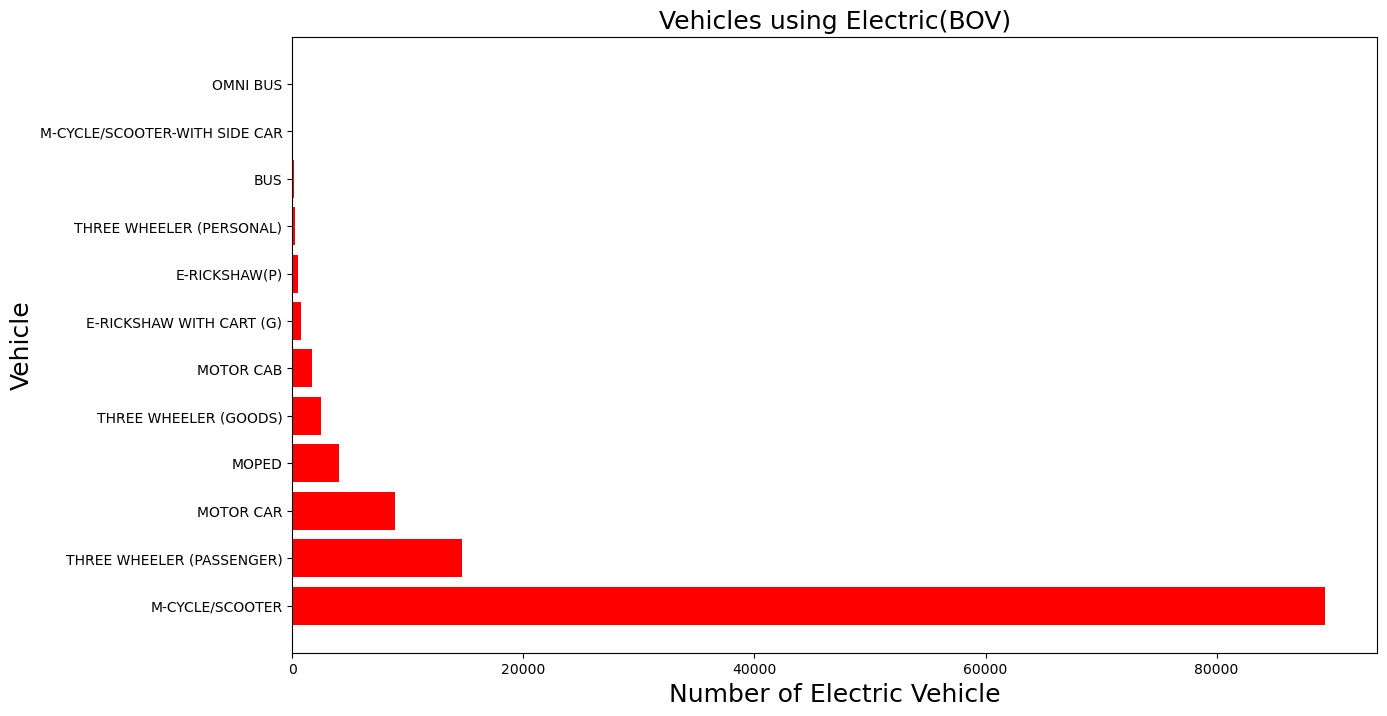 Vehicles using Electric(BOV)
OMNI BUS
M-CYCLE/SCOOTER-WITH SIDE CAR
BUS
THREE WHEELER (PERSONAL)
E-RICKSHAW(P)
E-RICKSHAW WITH CART (G)
MOTOR CAB
THREE WHEELER (GOODS)
MOPED
MOTOR CAR
THREE WHEELER (PASSENGER)
M-CYCLE/SCOOTER
Vehicle
0 20000 40000 60000 80000
Number of Electric Vehicle